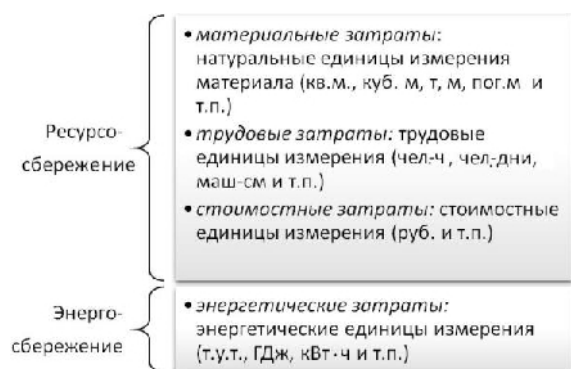 Ресурсо-
сбережение
• материальные затраты:
натуральные единицы измерения
материала (кв.м., куб. м, т, м, пог.м и
т.п.)
• трудовые затраты: трудовые
единицы измерения (чел.-ч , чел-дни,
маш-см и т.п.)
• стоимостные затраты: стоимостные
единицы измерения (руб. и т.п.)
Энерго-
сбережение
• энергетические затраты:
энергетические единицы измерения
(т.у.т., ГДж, кВт·ч и т.п.)